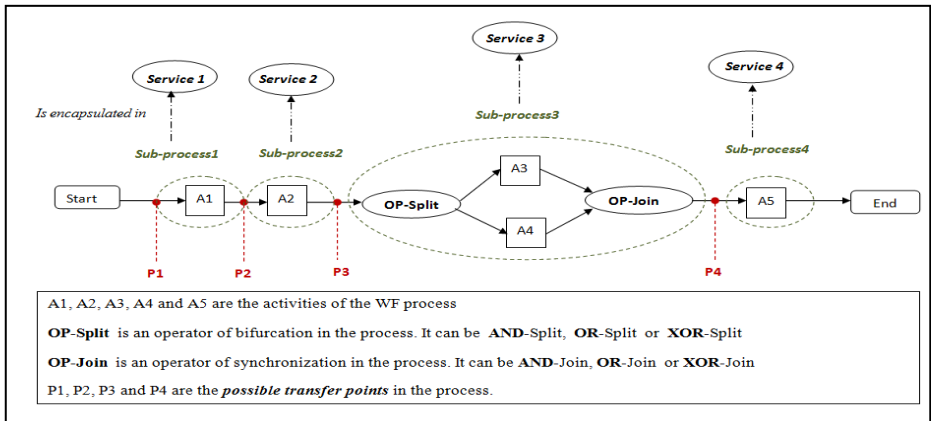 Service 1
Service 2
Service 3
Service 4
Is encapsulated in
Sub-process1
Sub-process2
Sub-process3
Sub-process4
Start
A1
A2
OP-Split
A3
A4
OP-Join
A5
End
P1
P2
P3
P4
A1, A2, A3, A4 and A5 are the activities of the WF process
OP-Split is an operator of bifurcation in the process. It can be AND-Split, OR-Split or XOR-Split
OP-Join is an operator of synchronization in the process. It can be AND-Join, OR-Join or XOR-Join
P1, P2, P3 and P4 are the possible transfer points in the process.